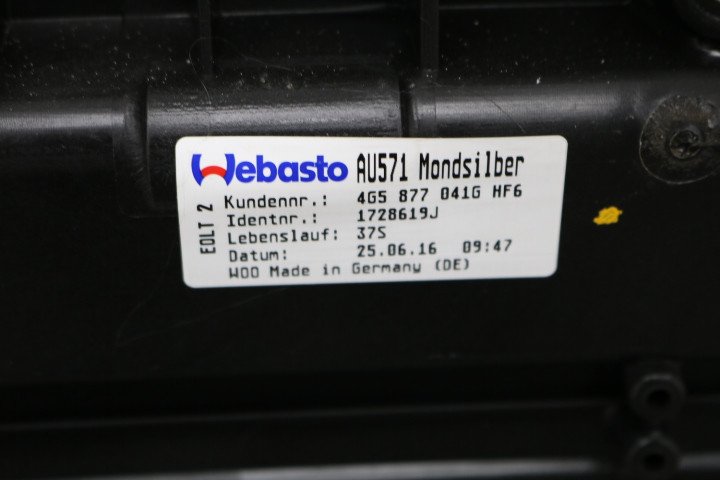 Webasto AU571 Mondsilber
EOLT 2
Kundennr.: 4G5 877 041G HF6
Identnr.: 1728619J
Lebenslauf: 37S
Datum: 25.06.16 09:47
WOO Made in Germany (DE)